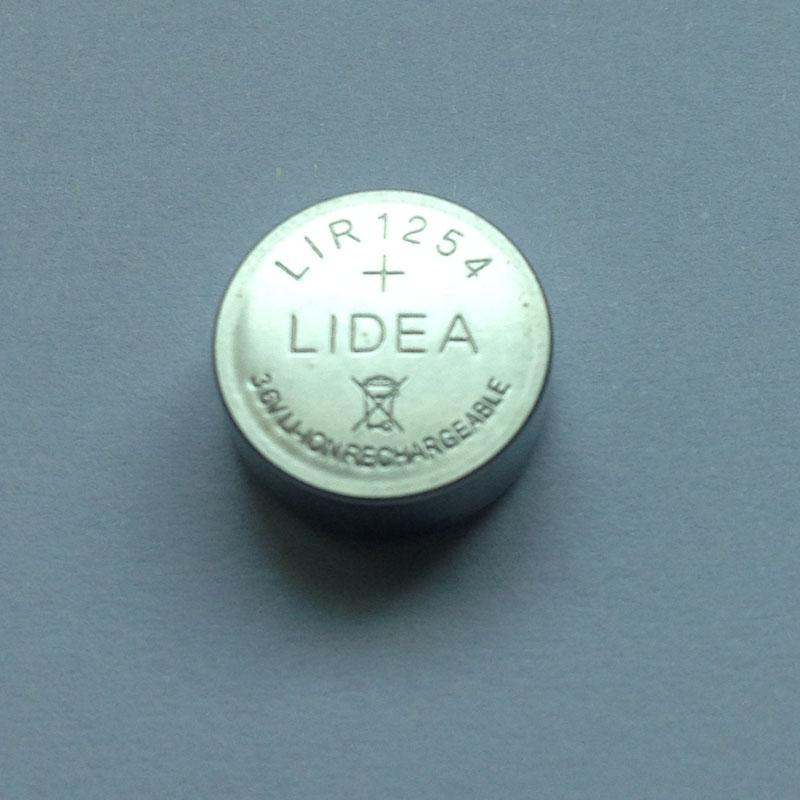 LIR1254
+
LIDEA
3.6V LI-ION RECHARGEABLE